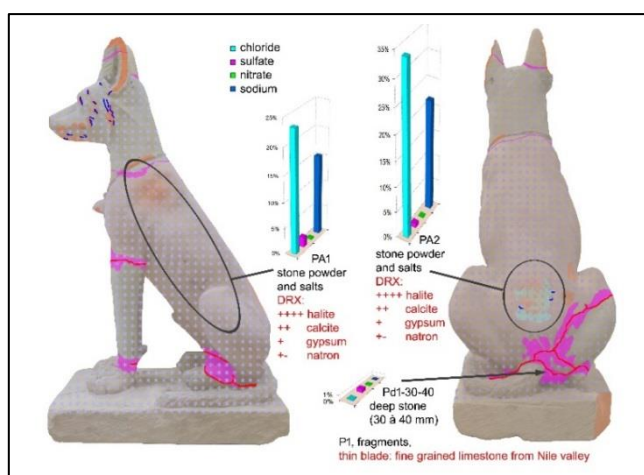 chloride
sulfate
nitrate
sodium
25%
20%
15%
10%
5%
0%
PA1
stone powder
and salts
DRX:
++++ halite
++ calcite
+ gypsum
+- natron
35%
30%
25%
20%
15%
10%
5%
0%
PA2
stone powder
and salts
DRX:
++++ halite
++ calcite
+ gypsum
+- natron
1%
0%
Pd1-30-40
deep stone
(30 à 40 mm)
P1, fragments,
thin blade: fine grained limestone from Nile valley